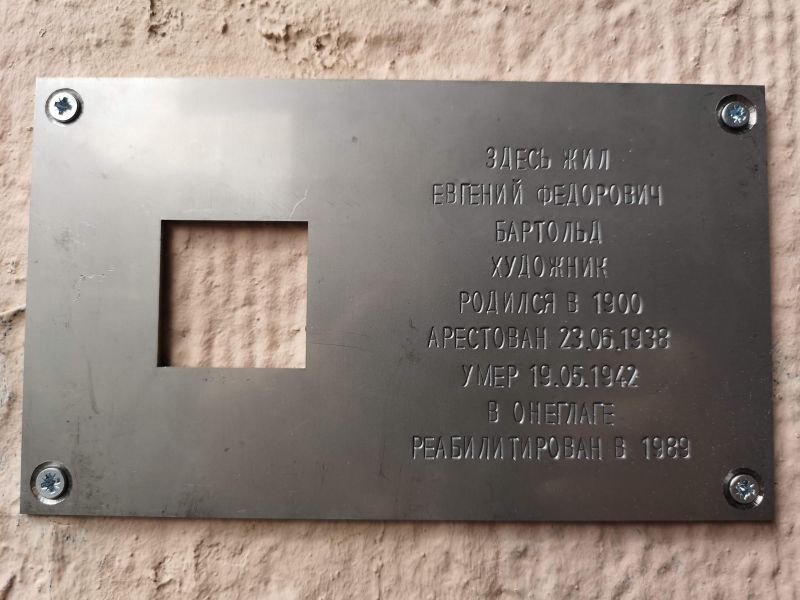 ЗДЕСЬ ЖИЛ
ЕВГЕНИЙ ФЕДОРОВИЧ
БАРТОЛЬД
ХУДОЖНИК
РОДИЛСЯ В 1900
АРЕСТОВАН 23.06.1938
УМЕР 19.05.1942
В ОНЕГЛАГЕ
РЕАБИЛИТИРОВАН В 1989